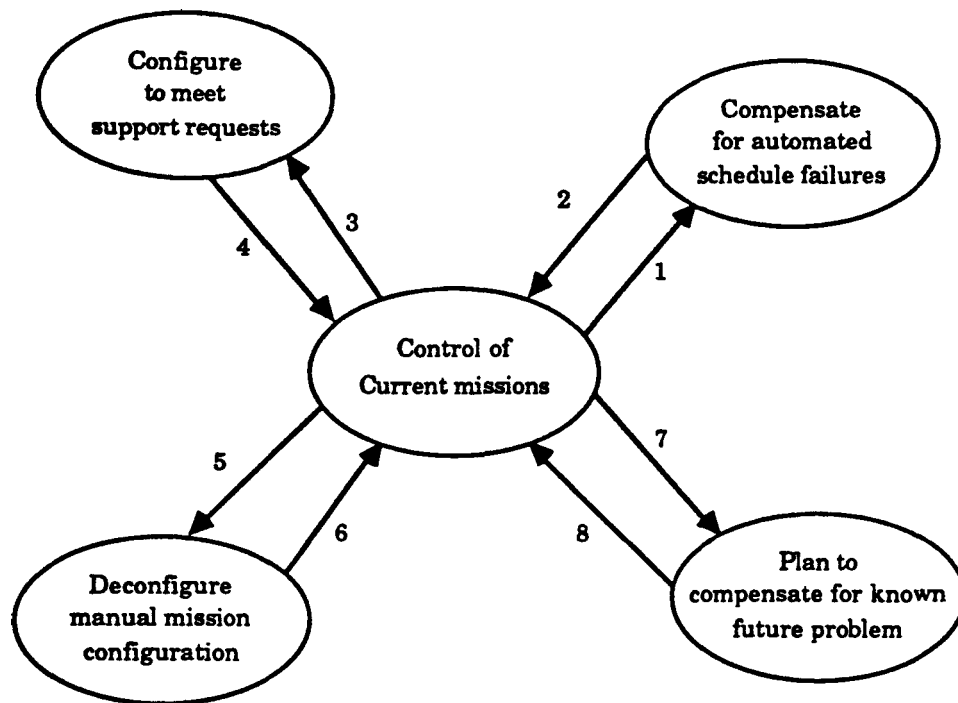 Configure
to meet
support requests
Compensate
for automated
schedule failures
2
3
4
1
Control of
Current missions
5
7
6
8
Deconfigure
manual mission
configuration
Plan to
compensate for known
future problem